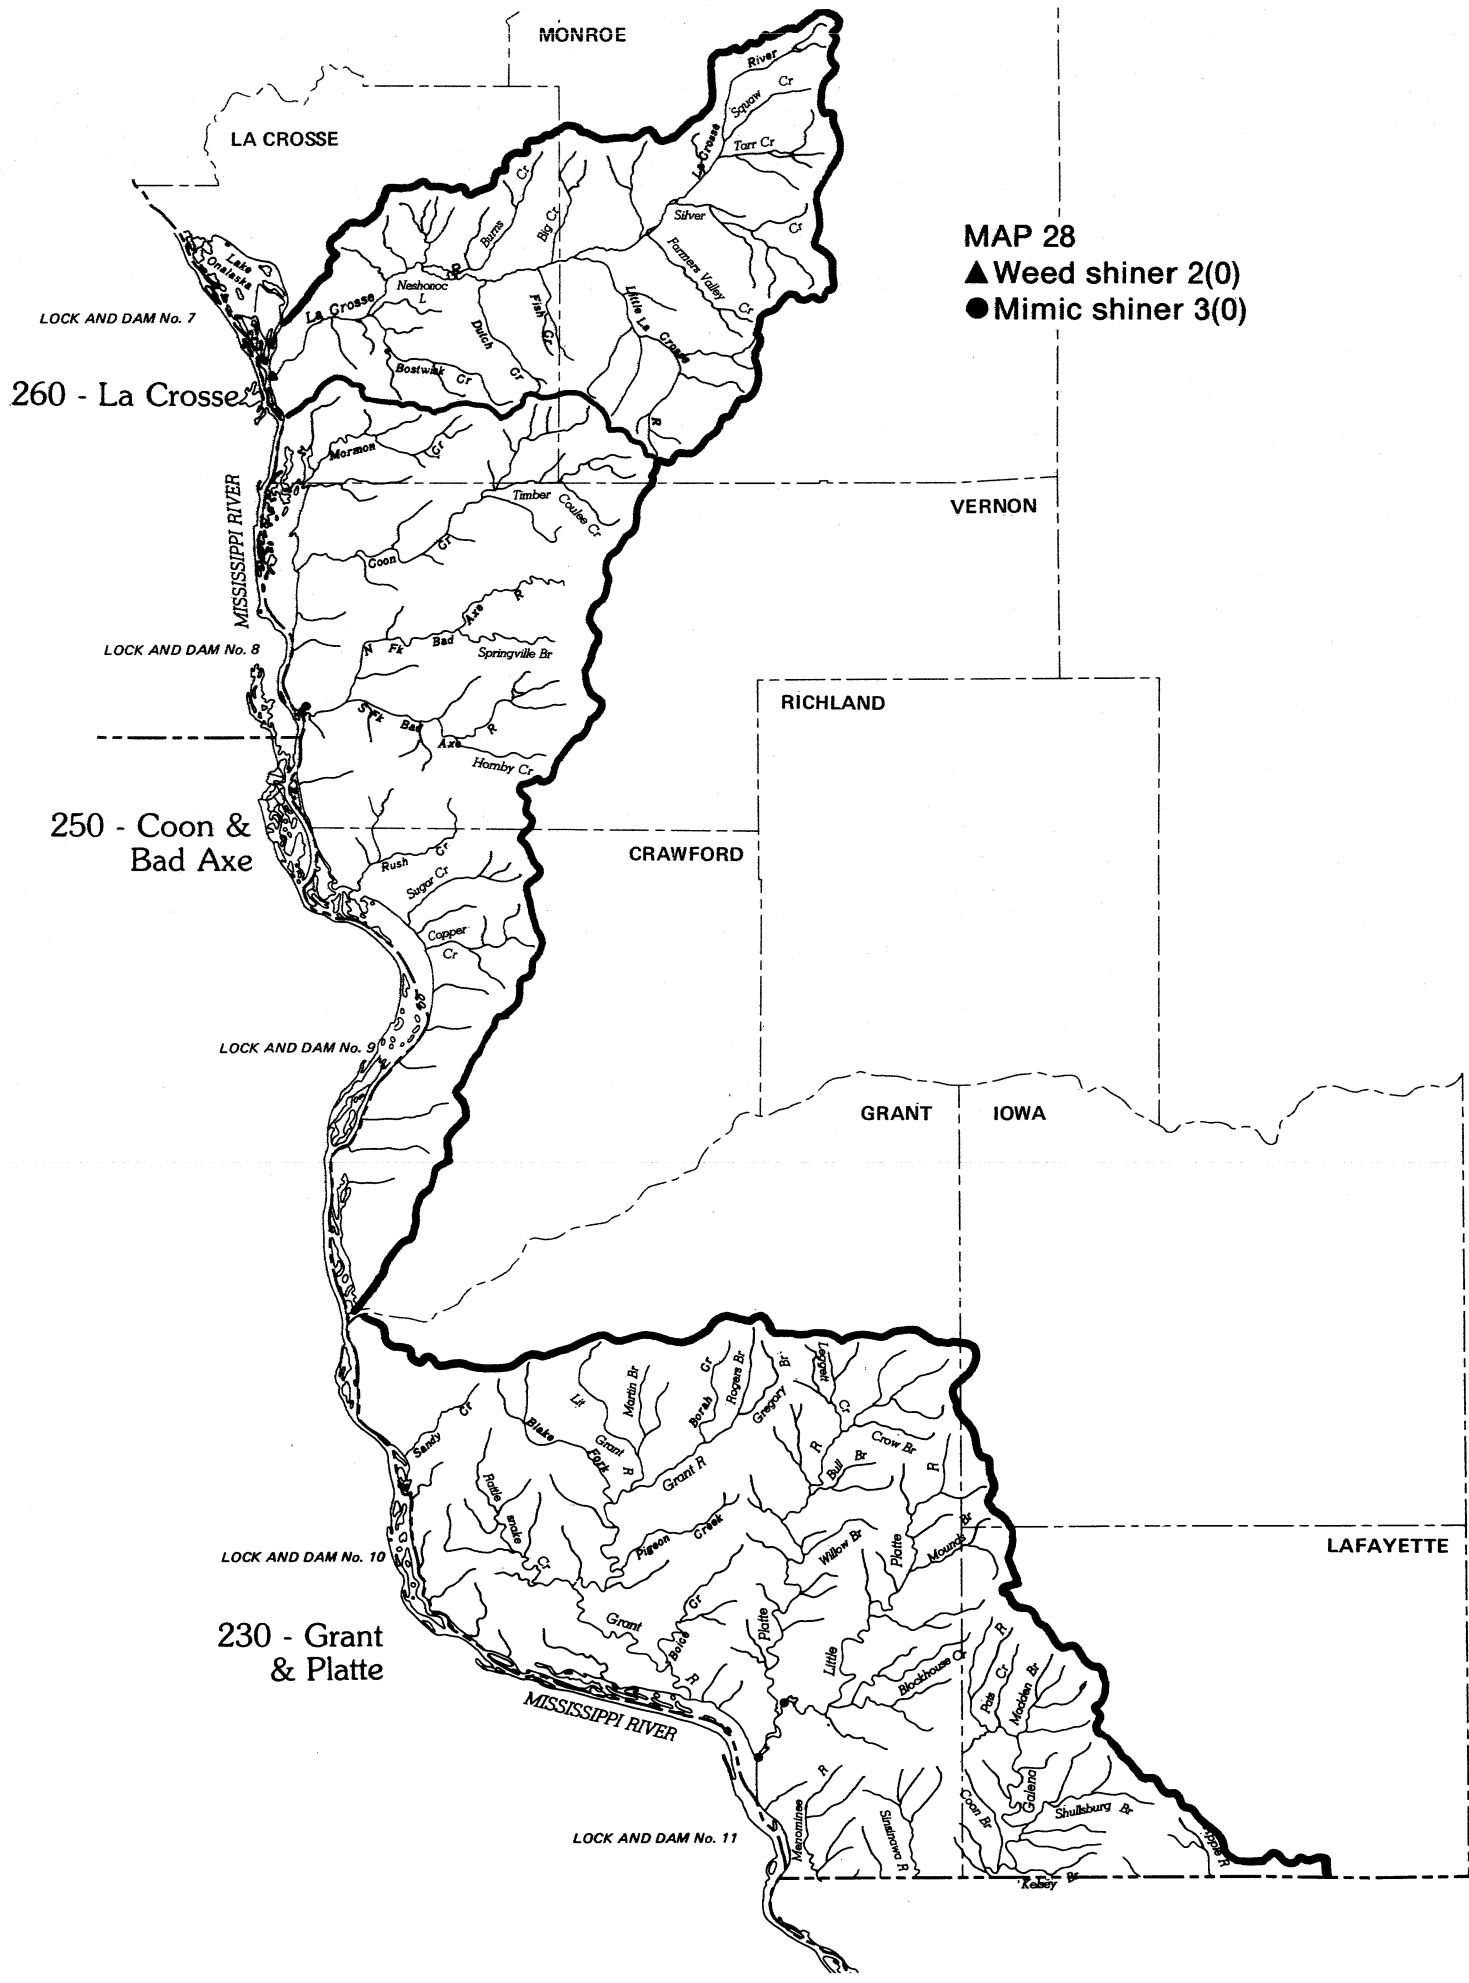 MONROE
LA CROSSE
River
Squaw
Cr
La Crosse
Tarr Cr
Silver
Cr
Farmers Valley
Cr
Burns
Cr
Big Cr
Lake
Onalaska
Neshonoc
L
La Crosse
Dutch
Cr
Fish
Cr
Little La Crosse
R
Bostwick Cr
MAP 28
▲Weed shiner 2(0)
●Mimic shiner 3(0)
LOCK AND DAM No. 7
260 - La Crosse
Mormon
Cr
MISSISSIPPI RIVER
Timber
Coulee Cr
Coon
Cr
VERNON
N Fk Bad Axe R
Springville Br
LOCK AND DAM No. 8
S Fk Bad Axe R
Hornby Cr
RICHLAND
250 - Coon &
Bad Axe
CRAWFORD
Rush Cr
Sugar Cr
Copper
Cr
LOCK AND DAM No. 9
GRANT
IOWA
Sandy Cr
Rattle
snake
Cr
Blake
Fork
Lit
Grant
R
Martin Br
Borah Cr
Rogers Br
Gregory Br
Leggett
Cr
Grant R
Crow Br
Bull Br
R
R
Pigeon Creek
Willow Br
Platte
Mounds Br
LAFAYETTE
LOCK AND DAM No. 10
230 - Grant
& Platte
Grant
R
Boice Cr
Platte
Little
Blockhouse Cr
Pats Cr
Madden Br
R
MISSISSIPPI RIVER
Menominee
R
Sinsinawa R
Coon Br
Galena
Shullsburg Br
Apple R
Kelsey Br
LOCK AND DAM No. 11